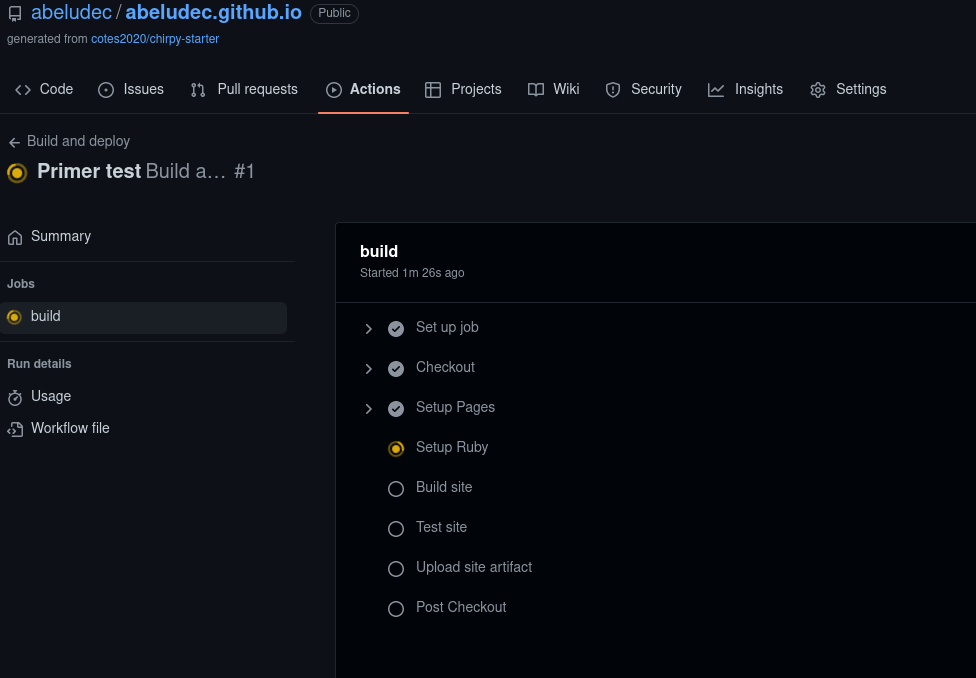 abeludec / abeludec.github.io Public
generated from cotes2020/chirpy-starter
Code Issues Pull requests Actions Projects Wiki Security Insights Settings
Build and deploy
Primer test Build a... #1
Summary
Jobs
build
Run details
Usage
Workflow file
build
Started 1m 26s ago
Set up job
Checkout
Setup Pages
Setup Ruby
Build site
Test site
Upload site artifact
Post Checkout